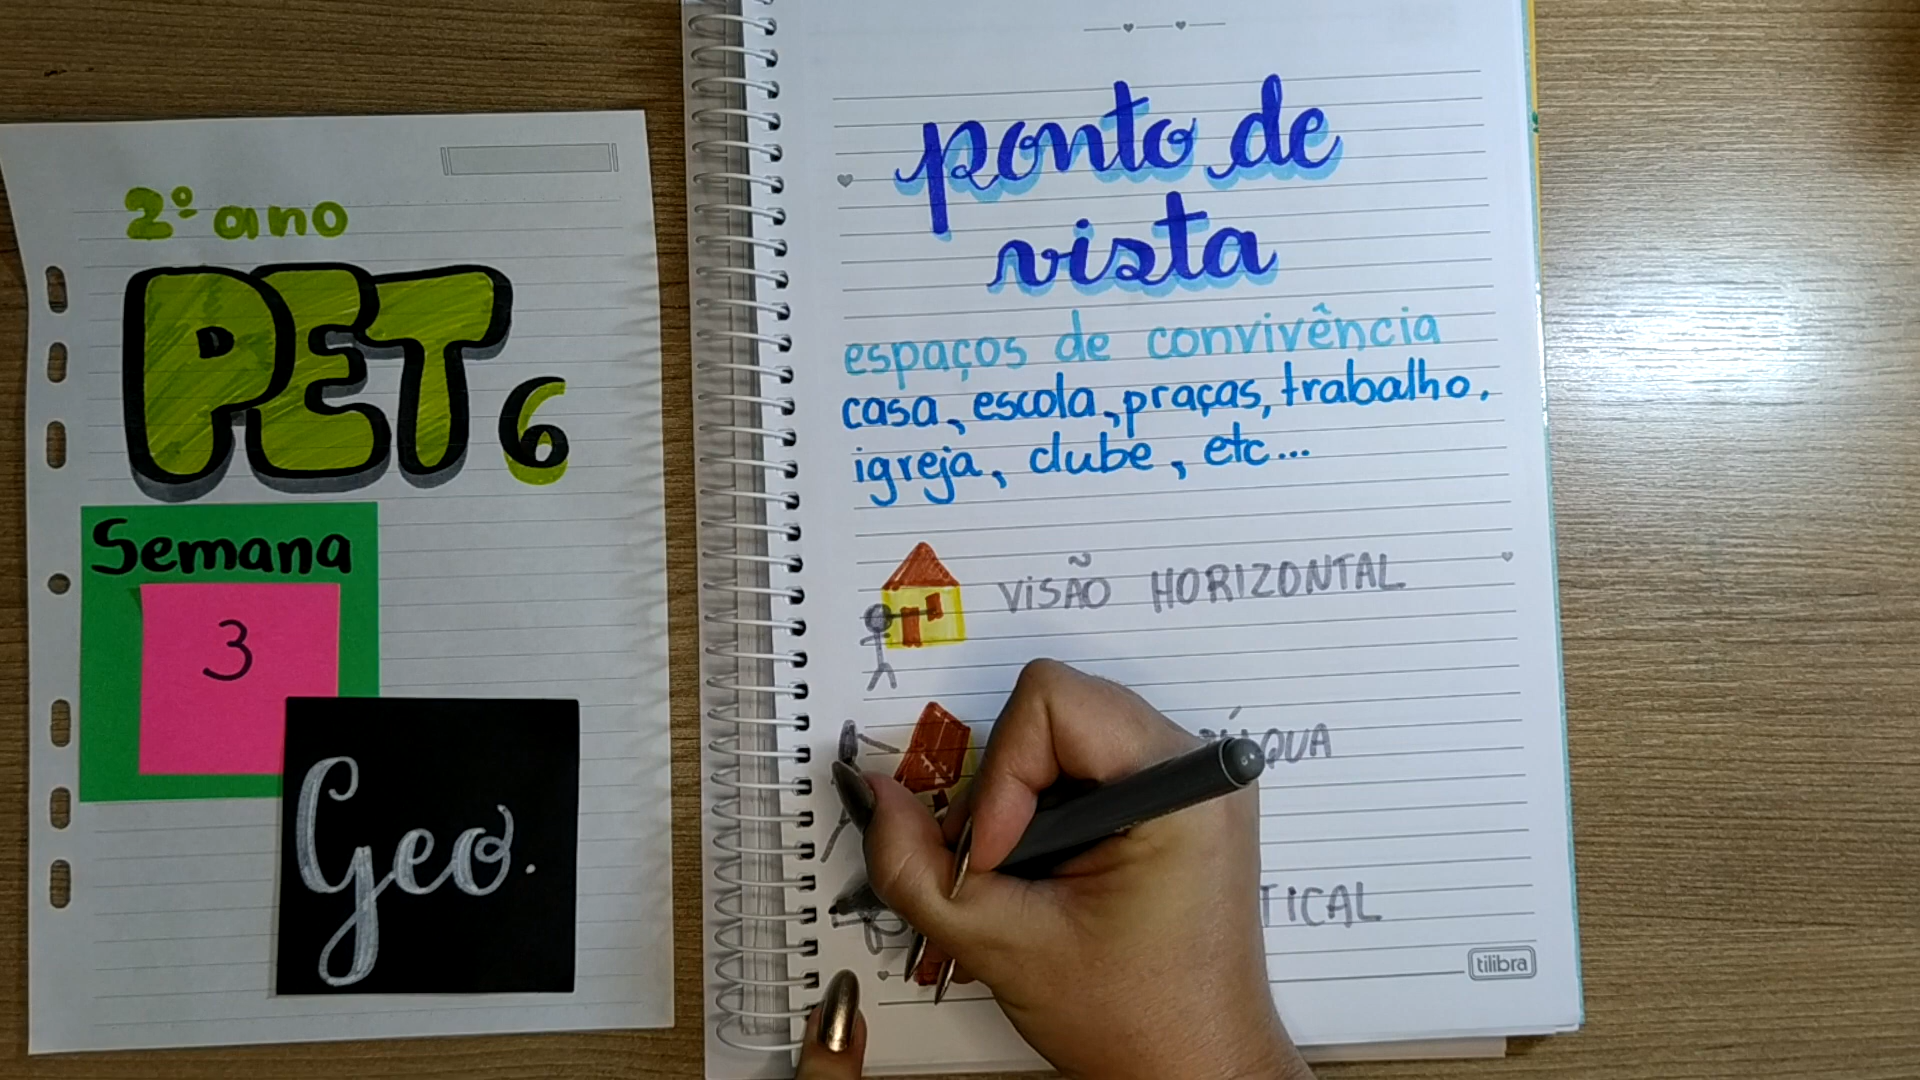 2º ano
PET 6
Semana
3
Geo.
ponto de
vista
espaços de convivência
casa, escola, praças, trabalho,
igreja, clube, etc...
VISÃO HORIZONTAL
tilibra